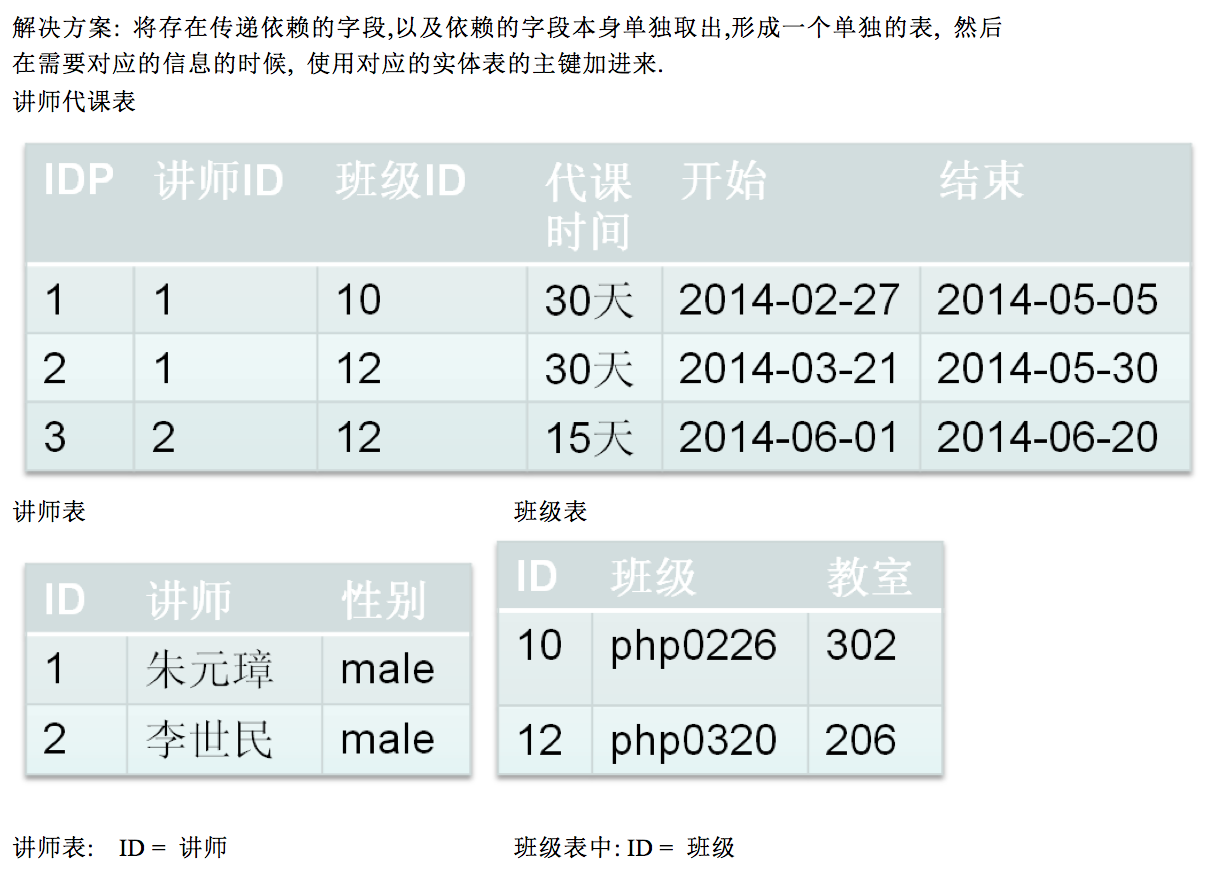 解决方案: 将存在传递依赖的字段,以及依赖的字段本身单独取出,形成一个单独的表, 然后
在需要对应的信息的时候, 使用对应的实体表的主键加进来.
讲师代课表
IDP 讲师ID 班级ID 代课时间 开始 结束
1 1 10 30天 2014-02-27 2014-05-05
2 1 12 30天 2014-03-21 2014-05-30
3 2 12 15天 2014-06-01 2014-06-20
讲师表 班级表
ID 讲师 性别
1 朱元璋 male
2 李世民 male
ID 班级 教室
10 php0226 302
12 php0320 206
讲师表: ID = 讲师 班级表中: ID = 班级